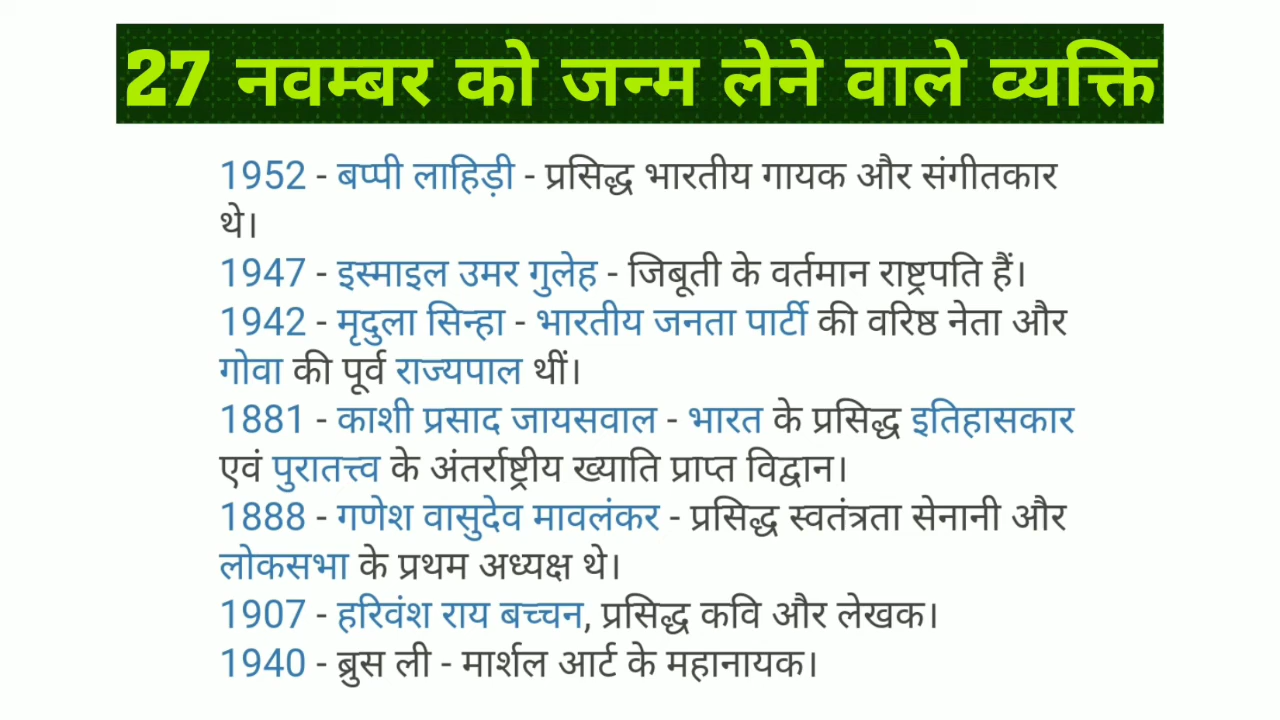 27 नवम्बर को जन्म लेने वाले व्यक्ति
1952 - बप्पी लाहिड़ी - प्रसिद्ध भारतीय गायक और संगीतकार
थे।
1947 - इस्माइल उमर गुलेह - जिबूती के वर्तमान राष्ट्रपति हैं।
1942 - मृदुला सिन्हा - भारतीय जनता पार्टी की वरिष्ठ नेता और
गोवा की पूर्व राज्यपाल थीं।
1881 - काशी प्रसाद जायसवाल - भारत के प्रसिद्ध इतिहासकार
एवं पुरातत्त्व के अंतर्राष्ट्रीय ख्याति प्राप्त विद्वान।
1888 - गणेश वासुदेव मावलंकर - प्रसिद्ध स्वतंत्रता सेनानी और
लोकसभा के प्रथम अध्यक्ष थे।
1907 - हरिवंश राय बच्चन, प्रसिद्ध कवि और लेखक।
1940 - ब्रुस ली - मार्शल आर्ट के महानायक।